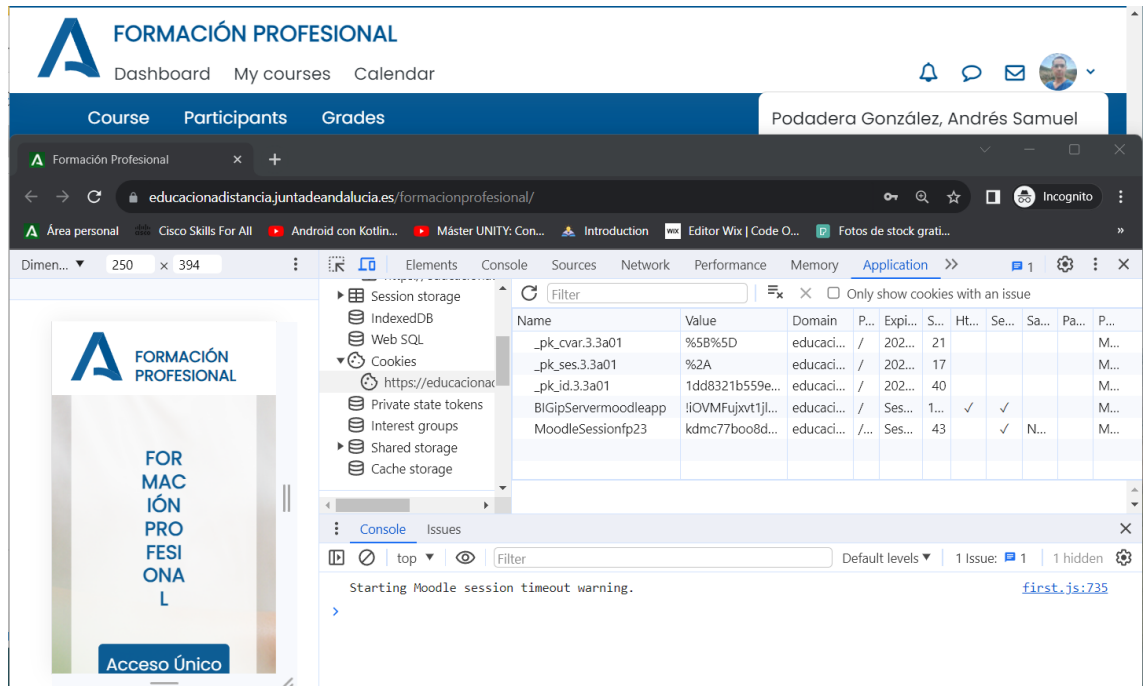 FORMACIÓN PROFESIONAL
Dashboard My courses Calendar
Course Participants Grades
Podadera González, Andrés Samuel
Formación Profesional
educacionadistancia.juntadeandalucia.es/formacionprofesional/
Incognito
Área personal Cisco Skills For All Android con Kotlin... Máster UNITY: Con... Introduction WIX Editor Wix | Code O... Fotos de stock grati...
Dimen... ▼ 250 × 394
Elements Console Sources Network Performance Memory Application 1
Session storage
IndexedDB
Web SQL
Cookies
https://educacionad
Private state tokens
Interest groups
Shared storage
Cache storage
Filter Only show cookies with an issue
Name Value Domain P... Expi... S... Ht... Se... Sa... Pa... P...
_pk_cvar.3.3a01 %5B%5D educaci... / 202... 21 M...
_pk_ses.3.3a01 %2A educaci... / 202... 17 M...
_pk_id.3.3a01 1dd8321b559e... educaci... / 202... 40 M...
BIGipServermoodleapp !iOVMFujxvt1jl... educaci... / Ses... 1... ✓ ✓ M...
MoodleSessionfp23 kdmc77boo8d... educaci... /... Ses... 43 ✓ N... M...
FORMACIÓN
PROFESIONAL
FOR
MAC
IÓN
PRO
FESI
ONA
L
Acceso Único
Console Issues
top ▼ Filter Default levels ▼ 1 Issue: 1 1 hidden
Starting Moodle session timeout warning. first.js:735